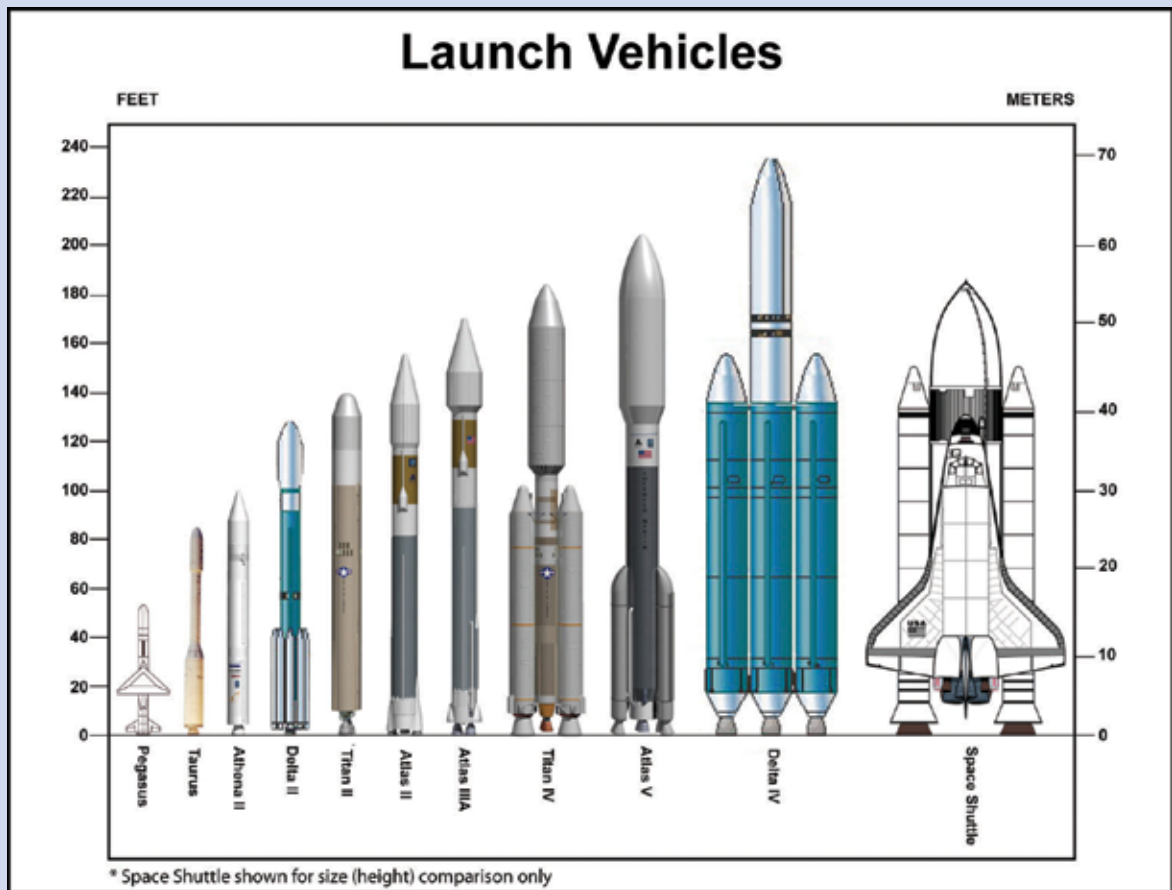 Launch Vehicles
FEET
METERS
240
220
200
180
160
140
120
100
80
60
40
20
0
70
60
50
40
30
20
10
0
Pegasus
Taurus
Athena II
Delta II
Titan II
Atlas II
Atlas IIIA
Titan IV
Atlas V
Delta IV
Space Shuttle
USA
* Space Shuttle shown for size (height) comparison only